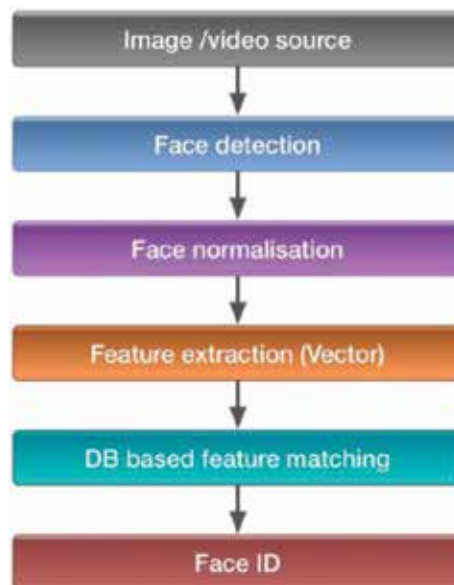 Image /video source
Face detection
Face normalisation
Feature extraction (Vector)
DB based feature matching
Face ID